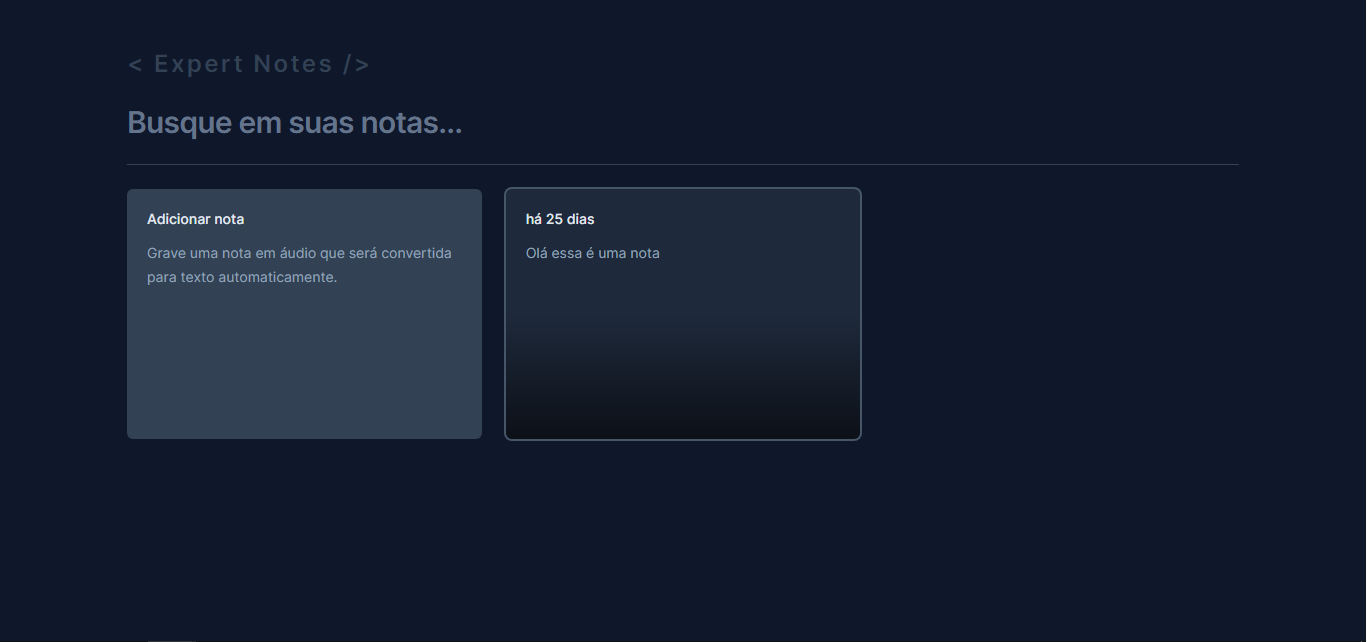 < Expert Notes />
Busque em suas notas...
Adicionar nota
Grave uma nota em áudio que será convertida
para texto automaticamente.
há 25 dias
Olá essa é uma nota